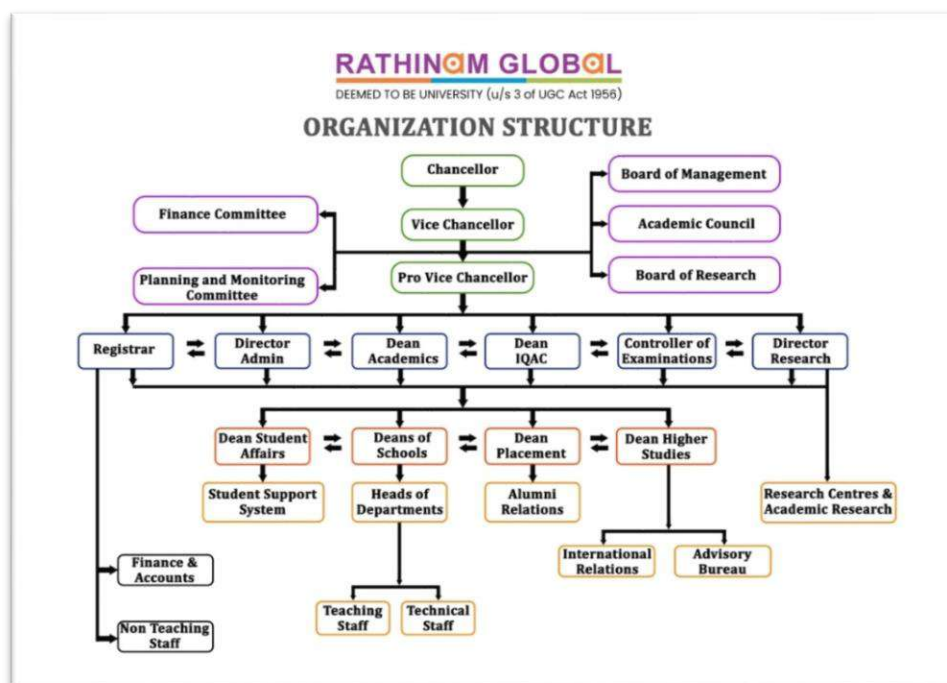 RATHINAM GLOBAL
DEEMED TO BE UNIVERSITY (u/s 3 of UGC Act 1956)
ORGANIZATION STRUCTURE
Chancellor
Board of Management
Finance Committee
Vice Chancellor
Academic Council
Planning and Monitoring
Committee
Pro Vice Chancellor
Board of Research
Registrar
Director
Admin
Dean
Academics
Dean
IQAC
Controller of
Examinations
Director
Research
Dean Student
Affairs
Deans of
Schools
Dean
Placement
Dean Higher
Studies
Student Support
System
Heads of
Departments
Alumni
Relations
Research Centres &
Academic Research
Finance &
Accounts
International
Relations
Advisory
Bureau
Teaching
Staff
Technical
Staff
Non Teaching
Staff